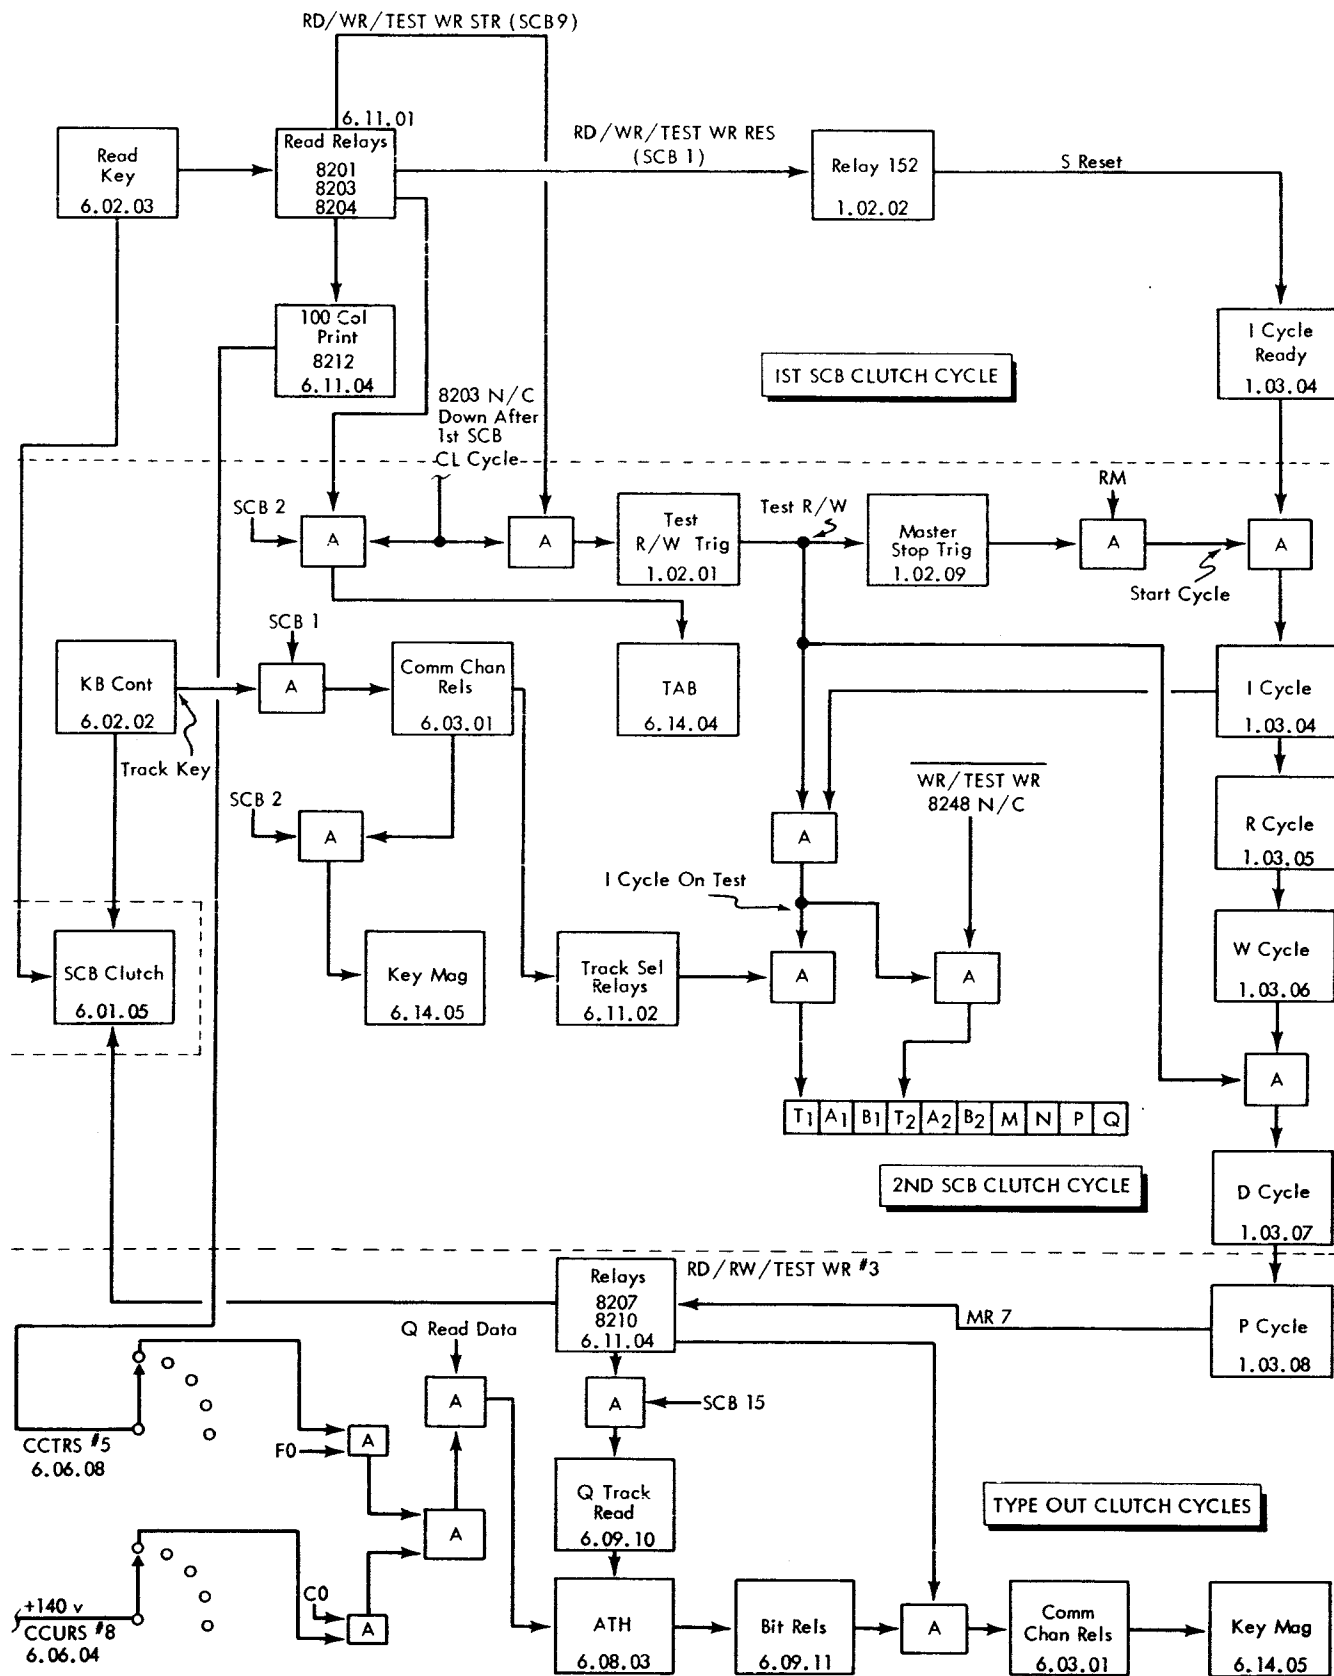 RD/WR/TEST WR STR (SCB 9)
6.11.01
Read
Key
6.02.03
Read Relays
8201
8203
8204
RD/WR/TEST WR RES
(SCB 1)
Relay 152
1.02.02
S Reset
100 Col
Print
8212
6.11.04
I Cycle
Ready
1.03.04
1ST SCB CLUTCH CYCLE
8203 N/C
Down After
1st SCB
CL Cycle
SCB 2
A
A
Test
R/W Trig
1.02.01
Test R/W
Master
Stop Trig
1.02.09
RM
A
Start Cycle
A
KB Cont
6.02.02
Track Key
SCB 1
A
Comm Chan
Rels
6.03.01
TAB
6.14.04
I Cycle
1.03.04
SCB 2
A
A
WR/TEST WR
8248 N/C
R Cycle
1.03.05
I Cycle On Test
SCB Clutch
6.01.05
Key Mag
6.14.05
Track Sel
Relays
6.11.02
A
A
W Cycle
1.03.06
A
T1 A1 B1 T2 A2 B2 M N P Q
2ND SCB CLUTCH CYCLE
D Cycle
1.03.07
Relays
8207
8210
6.11.04
RD/RW/TEST WR #3
MR 7
P Cycle
1.03.08
Q Read Data
A
A
SCB 15
CCTRS #5
6.06.08
F0
A
A
Q Track
Read
6.09.10
TYPE OUT CLUTCH CYCLES
+140 v
CCURS #8
6.06.04
C0
A
ATH
6.08.03
Bit Rels
6.09.11
A
Comm
Chan Rels
6.03.01
Key Mag
6.14.05